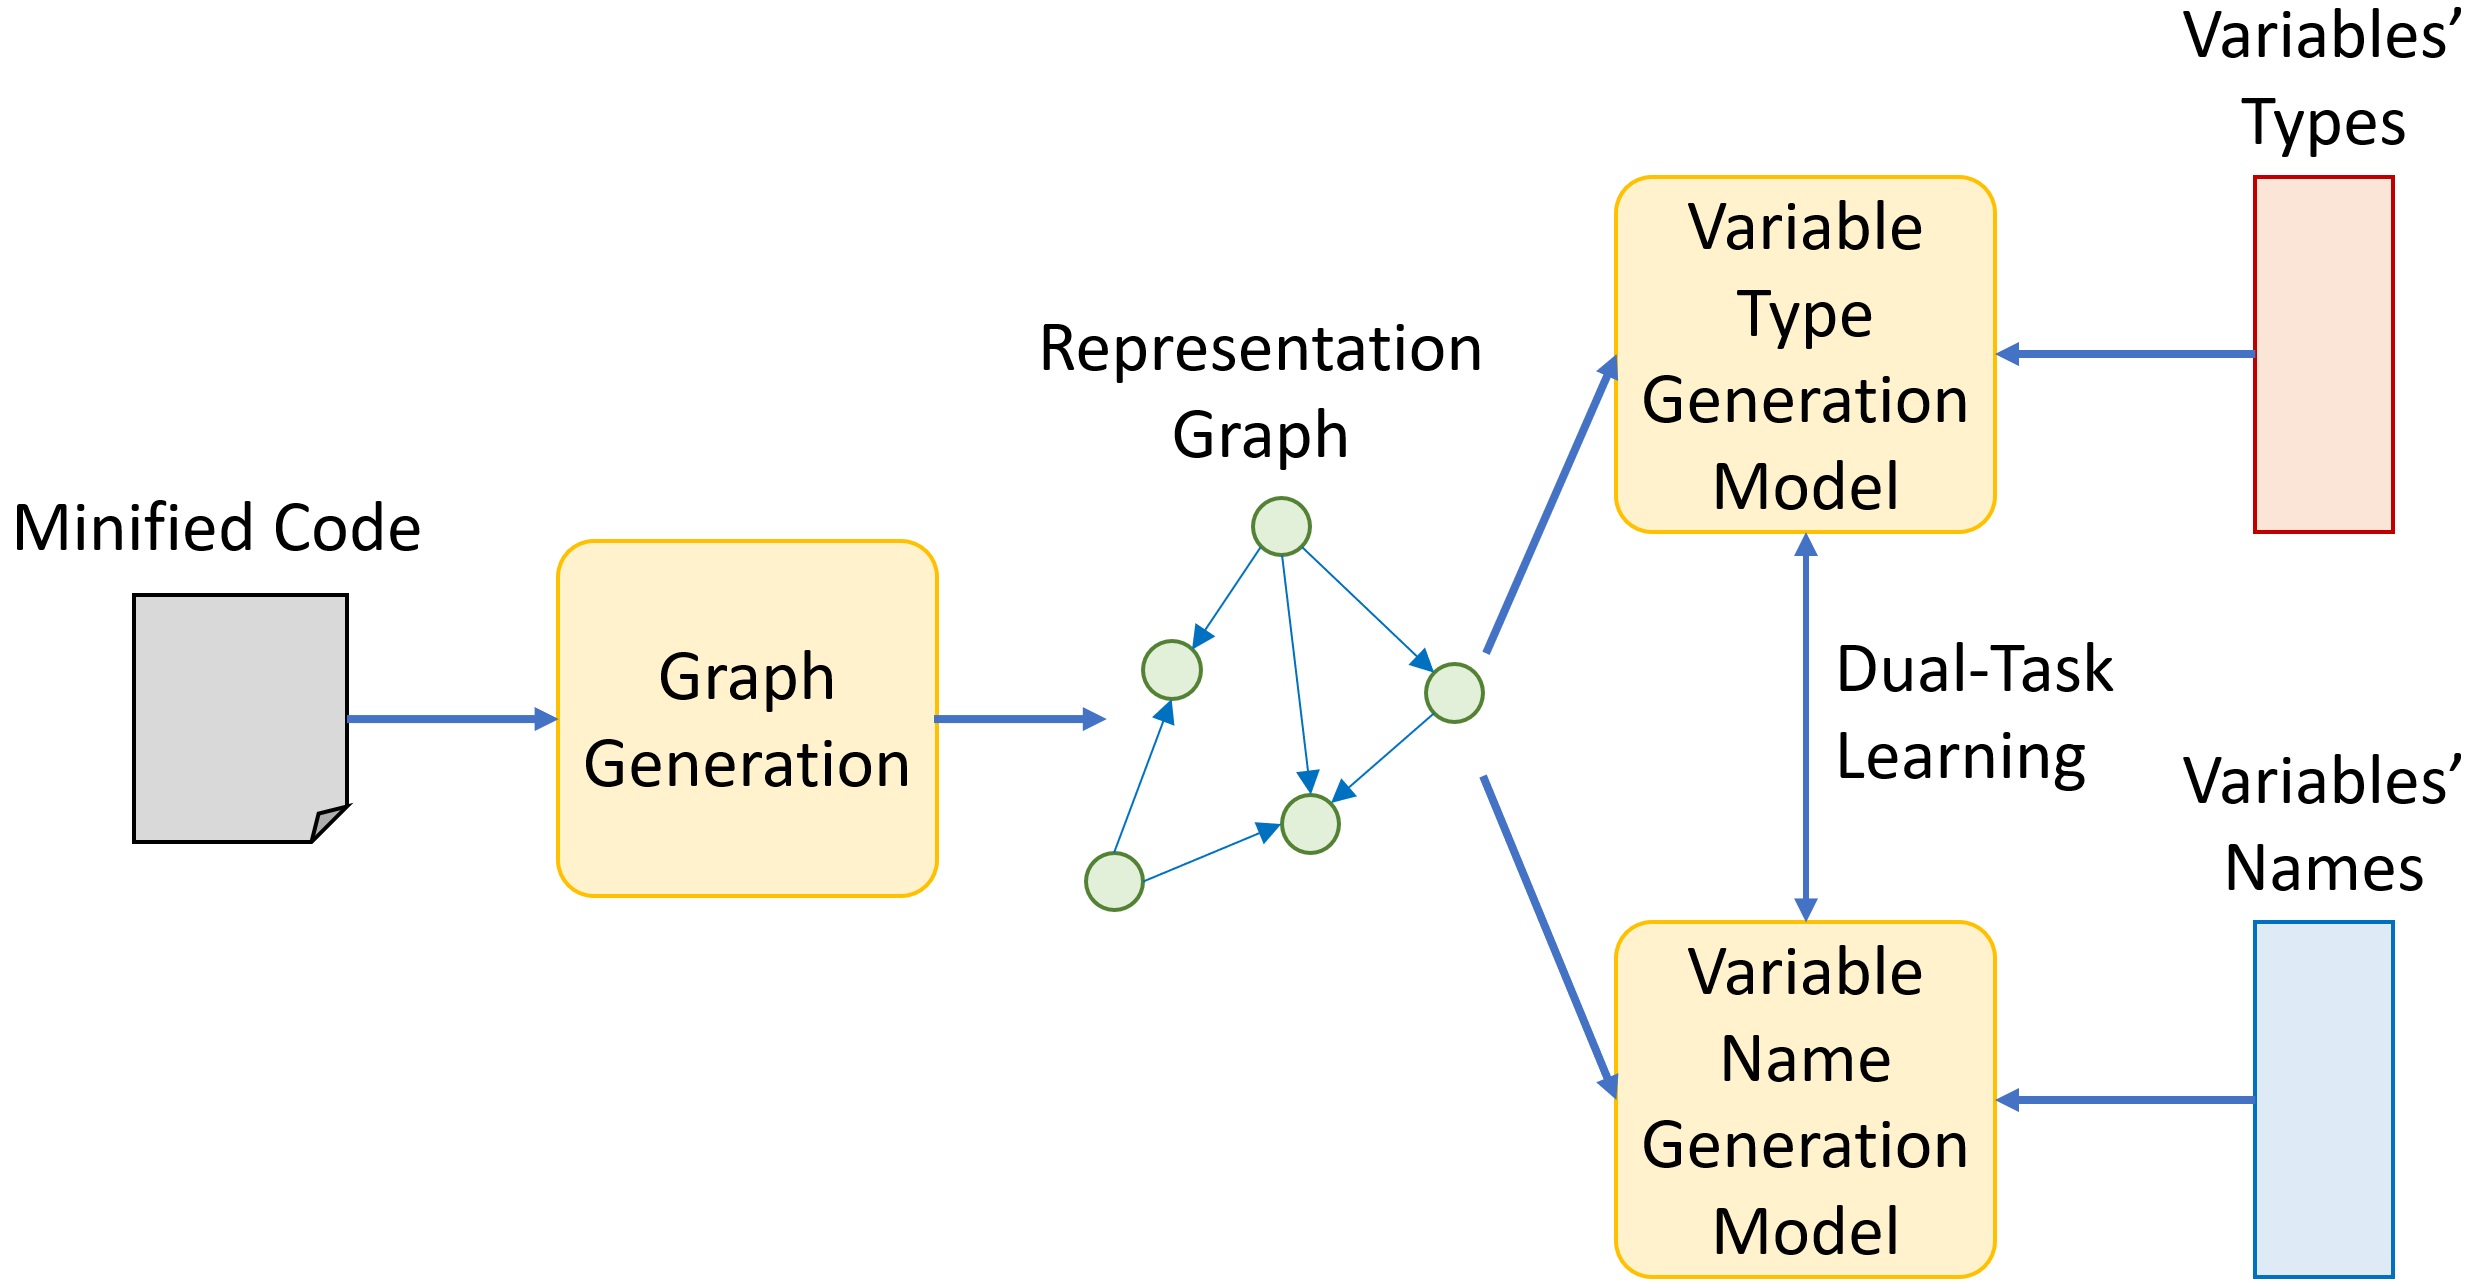 Minified Code
Graph
Generation
Representation
Graph
Variable
Type
Generation
Model
Dual-Task
Learning
Variable
Name
Generation
Model
Variables’
Types
Variables’
Names